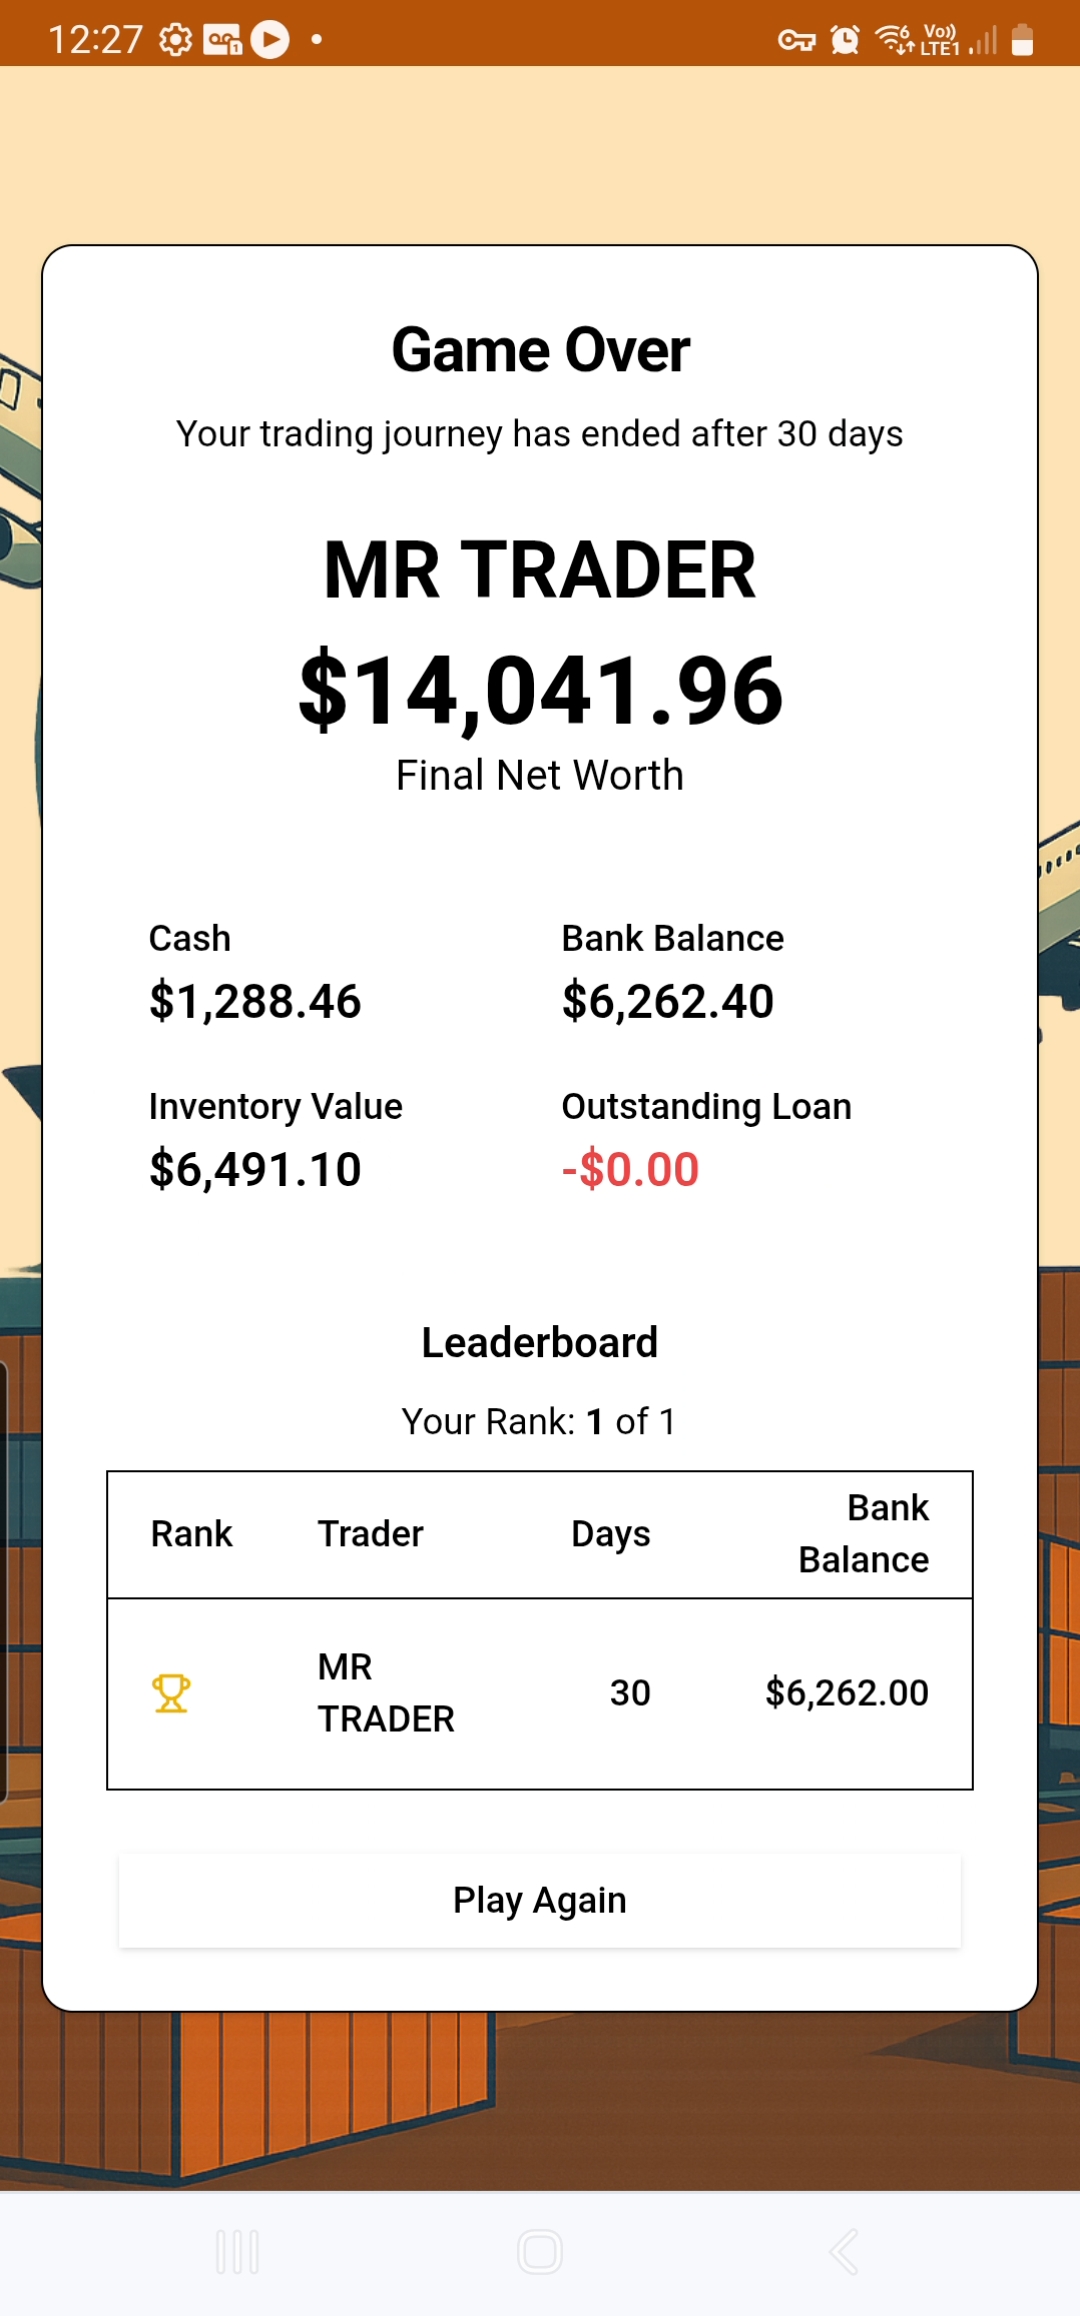 12:27
Vo))
LTE1
Game Over
Your trading journey has ended after 30 days
MR TRADER
$14,041.96
Final Net Worth
Cash
$1,288.46
Bank Balance
$6,262.40
Inventory Value
$6,491.10
Outstanding Loan
-$0.00
Leaderboard
Your Rank: 1 of 1
Rank Trader Days Bank
Balance
MR
TRADER
30 $6,262.00
Play Again